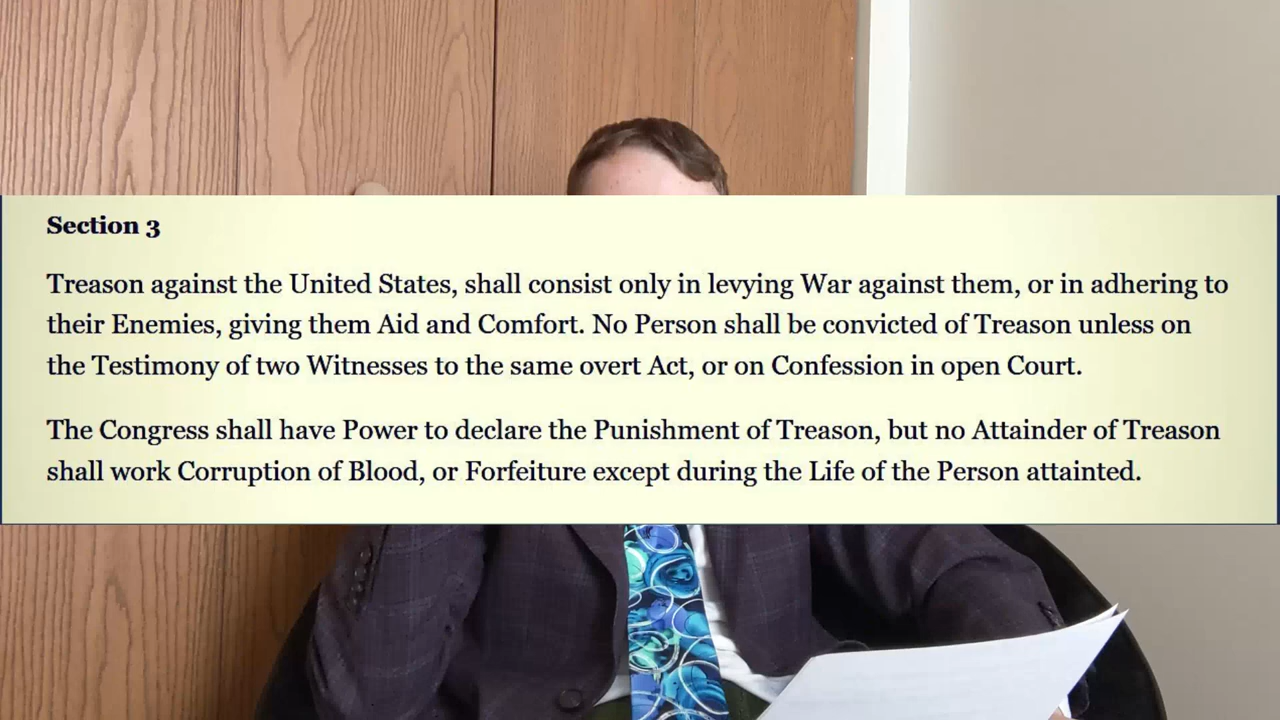 Section 3
Treason against the United States, shall consist only in levying War against them, or in adhering to
their Enemies, giving them Aid and Comfort. No Person shall be convicted of Treason unless on
the Testimony of two Witnesses to the same overt Act, or on Confession in open Court.
The Congress shall have Power to declare the Punishment of Treason, but no Attainder of Treason
shall work Corruption of Blood, or Forfeiture except during the Life of the Person attainted.